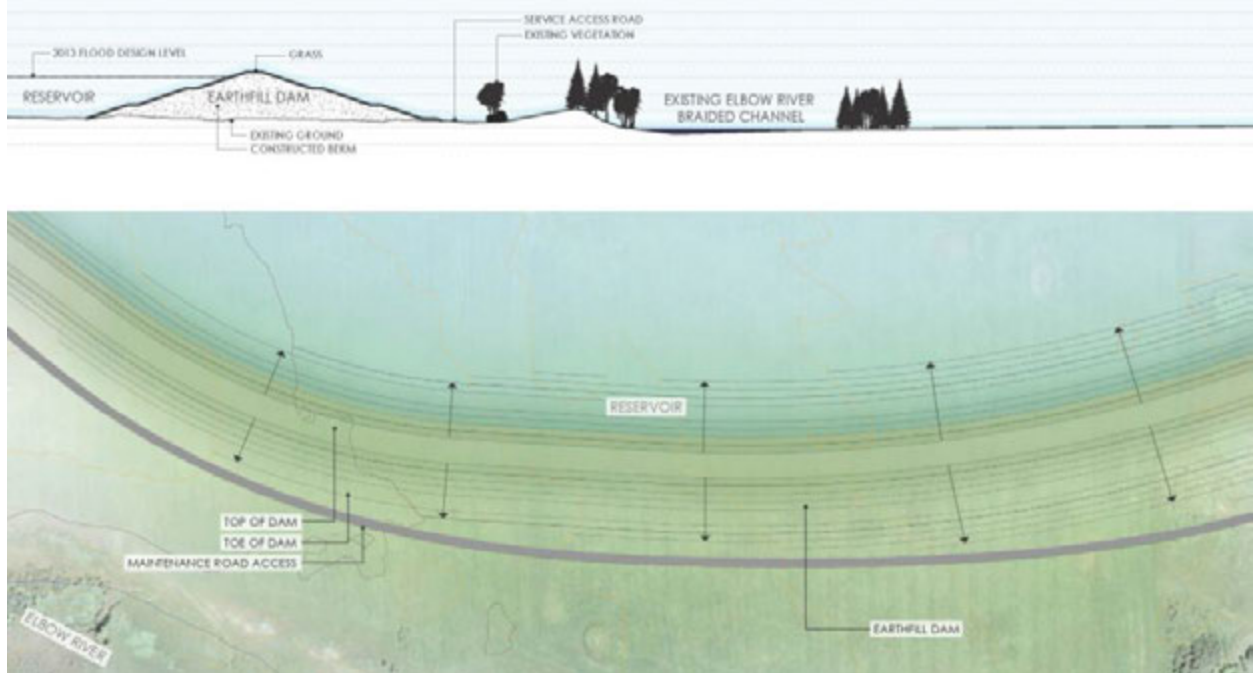 SERVICE ACCESS ROAD
EXISTING VEGETATION
2013 FLOOD DESIGN LEVEL
GRASS
RESERVOIR
EARTHFILL DAM
EXISTING ELBOW RIVER
BRAIDED CHANNEL
EXISTING GROUND
CONSTRUCTED BERM
RESERVOIR
TOP OF DAM
TOE OF DAM
MAINTENANCE ROAD ACCESS
ELBOW RIVER
EARTHFILL DAM